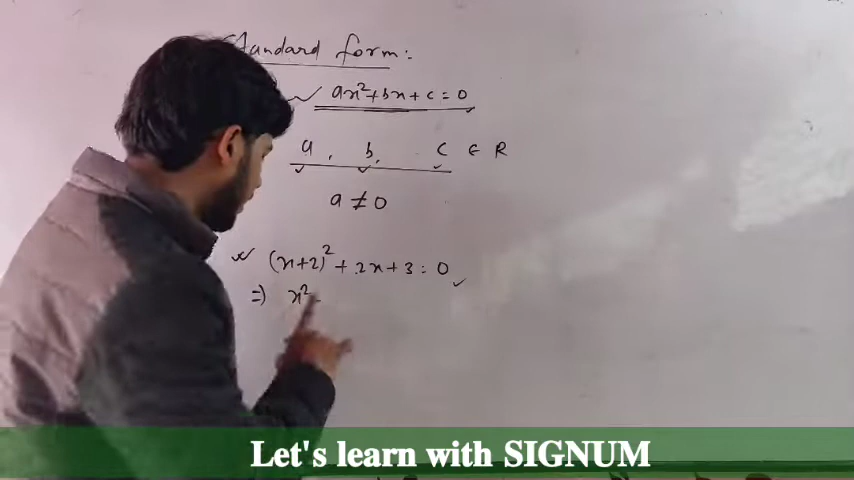 Standard form:
ax²+bx+c=0
a, b, c ∈ R
a ≠ 0
(x+2)² + 2x+3=0
⇒ x²
Let's learn with SIGNUM